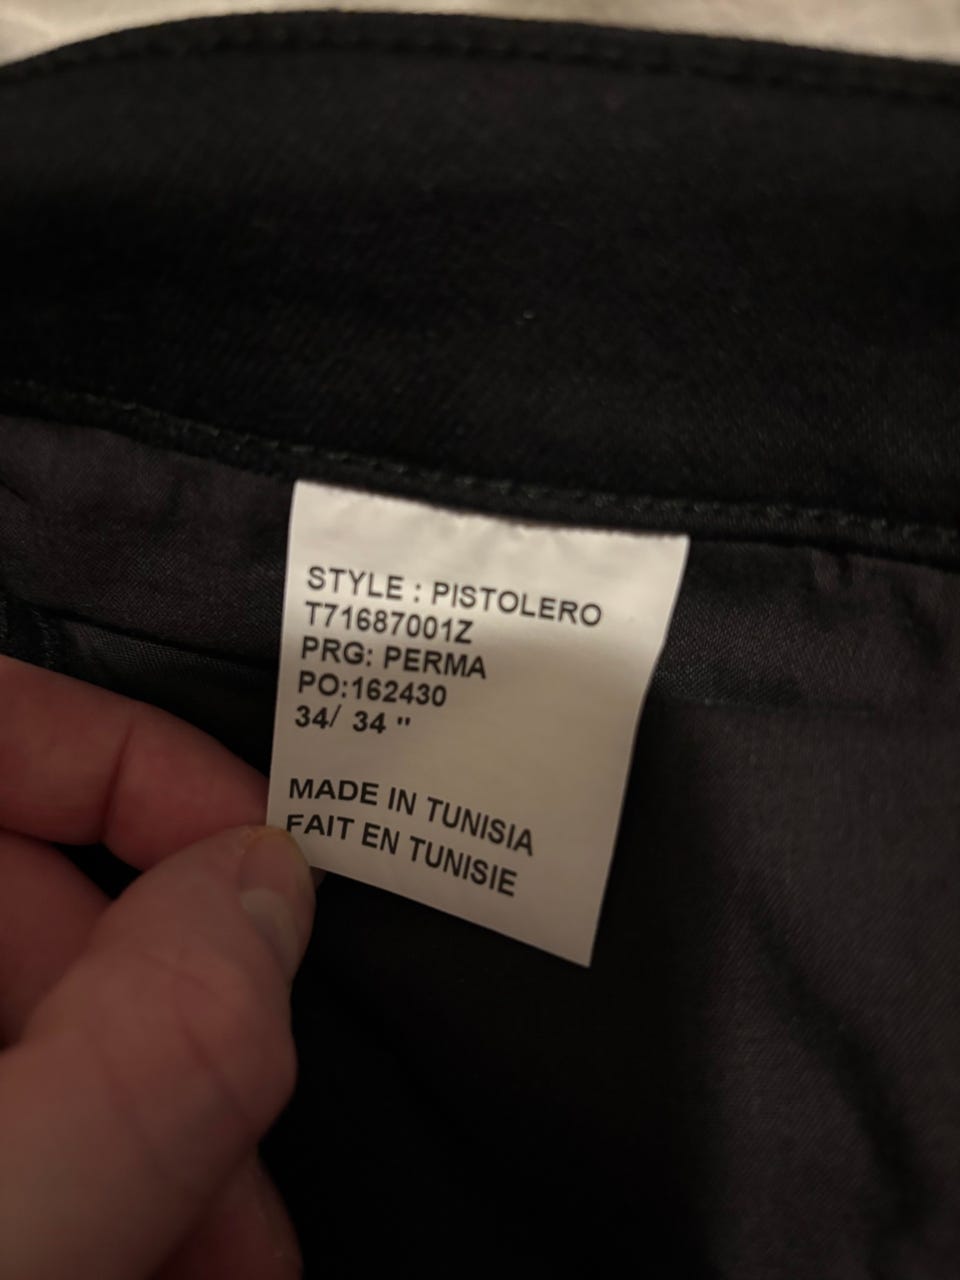 STYLE : PISTOLERO
T71687001Z
PRG: PERMA
PO:162430
34/ 34 "
MADE IN TUNISIA
FAIT EN TUNISIE